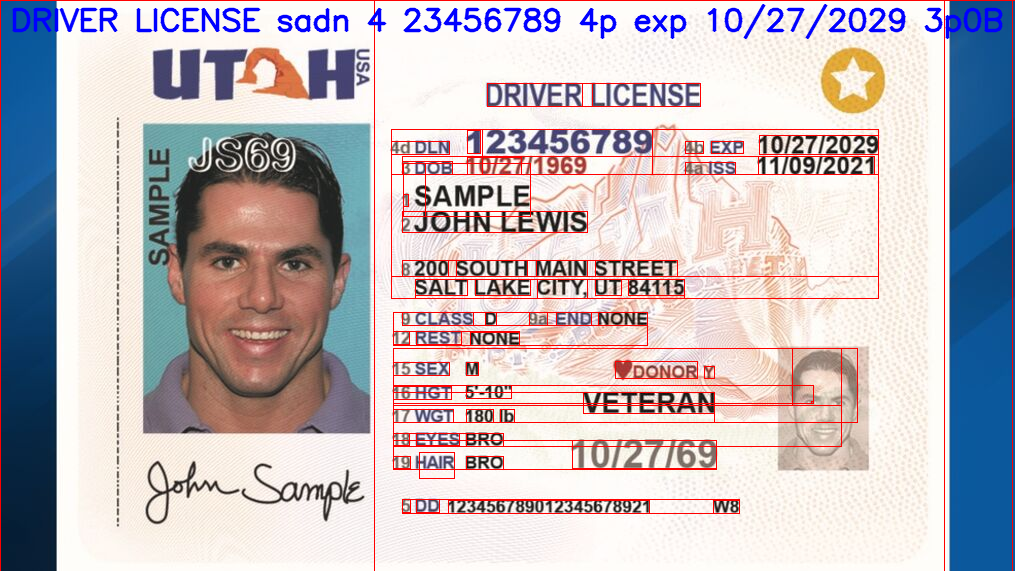 DRIVER LICENSE sadn 4 23456789 4p exp 10/27/2029 3p0B
UTAH USA
DRIVER LICENSE
4d DLN 123456789 4b EXP 10/27/2029
3 DOB 10/27/1969 4a ISS 11/09/2021
SAMPLE
JS69
1 SAMPLE
2 JOHN LEWIS
8 200 SOUTH MAIN STREET
SALT LAKE CITY, UT 84115
9 CLASS D 9a END NONE
12 REST NONE
15 SEX M DONOR Y
16 HGT 5'-10"
VETERAN
17 WGT 180 lb
18 EYES BRO
19 HAIR BRO 10/27/69
John Sample
5 DD 123456789012345678921 W8